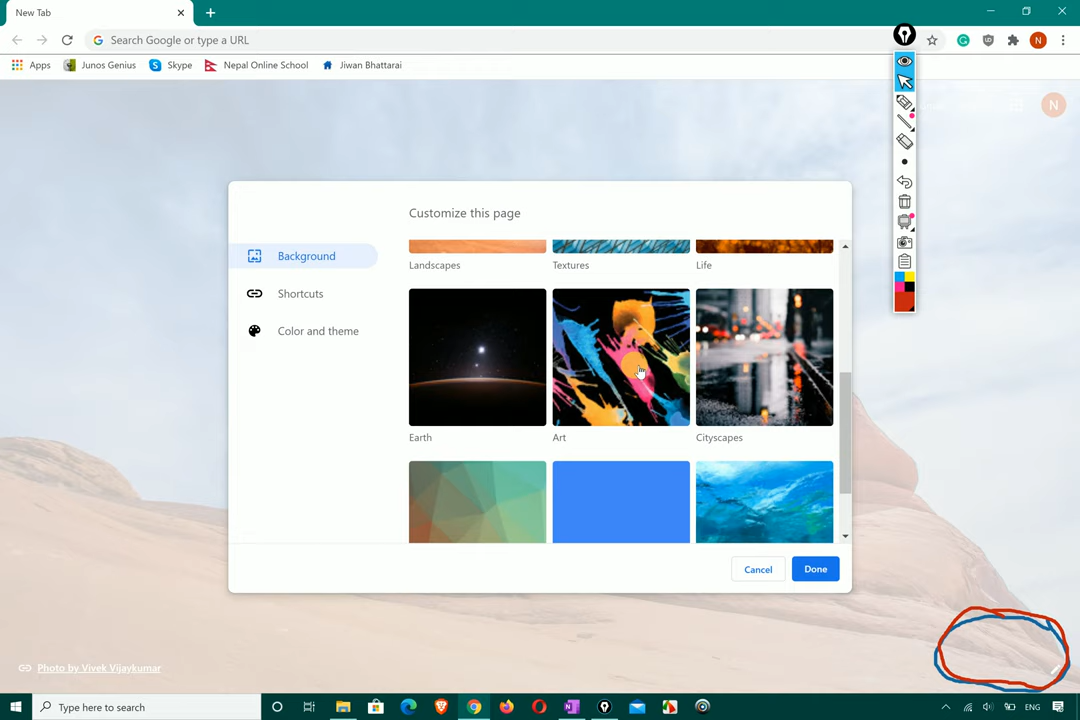 New Tab
Search Google or type a URL
N
Apps
Junos Genius
Skype
Nepal Online School
Jiwan Bhattarai
N
Customize this page
Background
Shortcuts
Color and theme
Landscapes
Textures
Life
Earth
Art
Cityscapes
Cancel
Done
Photo by Vivek Vijaykumar
Type here to search
ENG